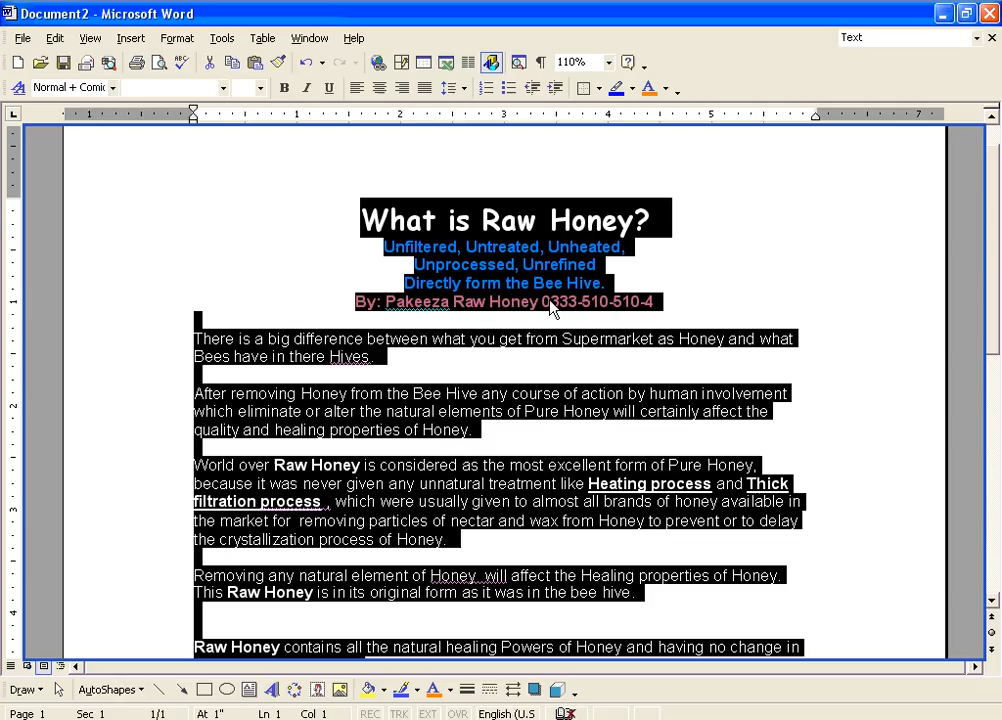 Document2 - Microsoft Word
File Edit View Insert Format Tools Table Window Help Text
110%
Normal + Comic B I U A
1 1 2 3 4 5 6 7
What is Raw Honey?
Unfiltered, Untreated, Unheated,
Unprocessed, Unrefined
Directly form the Bee Hive.
By: Pakeeza Raw Honey 0333-510-510-4
There is a big difference between what you get from Supermarket as Honey and what
Bees have in there Hives.
After removing Honey from the Bee Hive any course of action by human involvement
which eliminate or alter the natural elements of Pure Honey will certainly affect the
quality and healing properties of Honey.
World over Raw Honey is considered as the most excellent form of Pure Honey,
because it was never given any unnatural treatment like Heating process and Thick
filtration process , which were usually given to almost all brands of honey available in
the market for removing particles of nectar and wax from Honey to prevent or to delay
the crystallization process of Honey.
Removing any natural element of Honey will affect the Healing properties of Honey.
This Raw Honey is in its original form as it was in the bee hive.
Raw Honey contains all the natural healing Powers of Honey and having no change in
Draw AutoShapes
Page 1 Sec 1 1/1 At 1" Ln 1 Col 1 REC TRK EXT OVR English (U.S